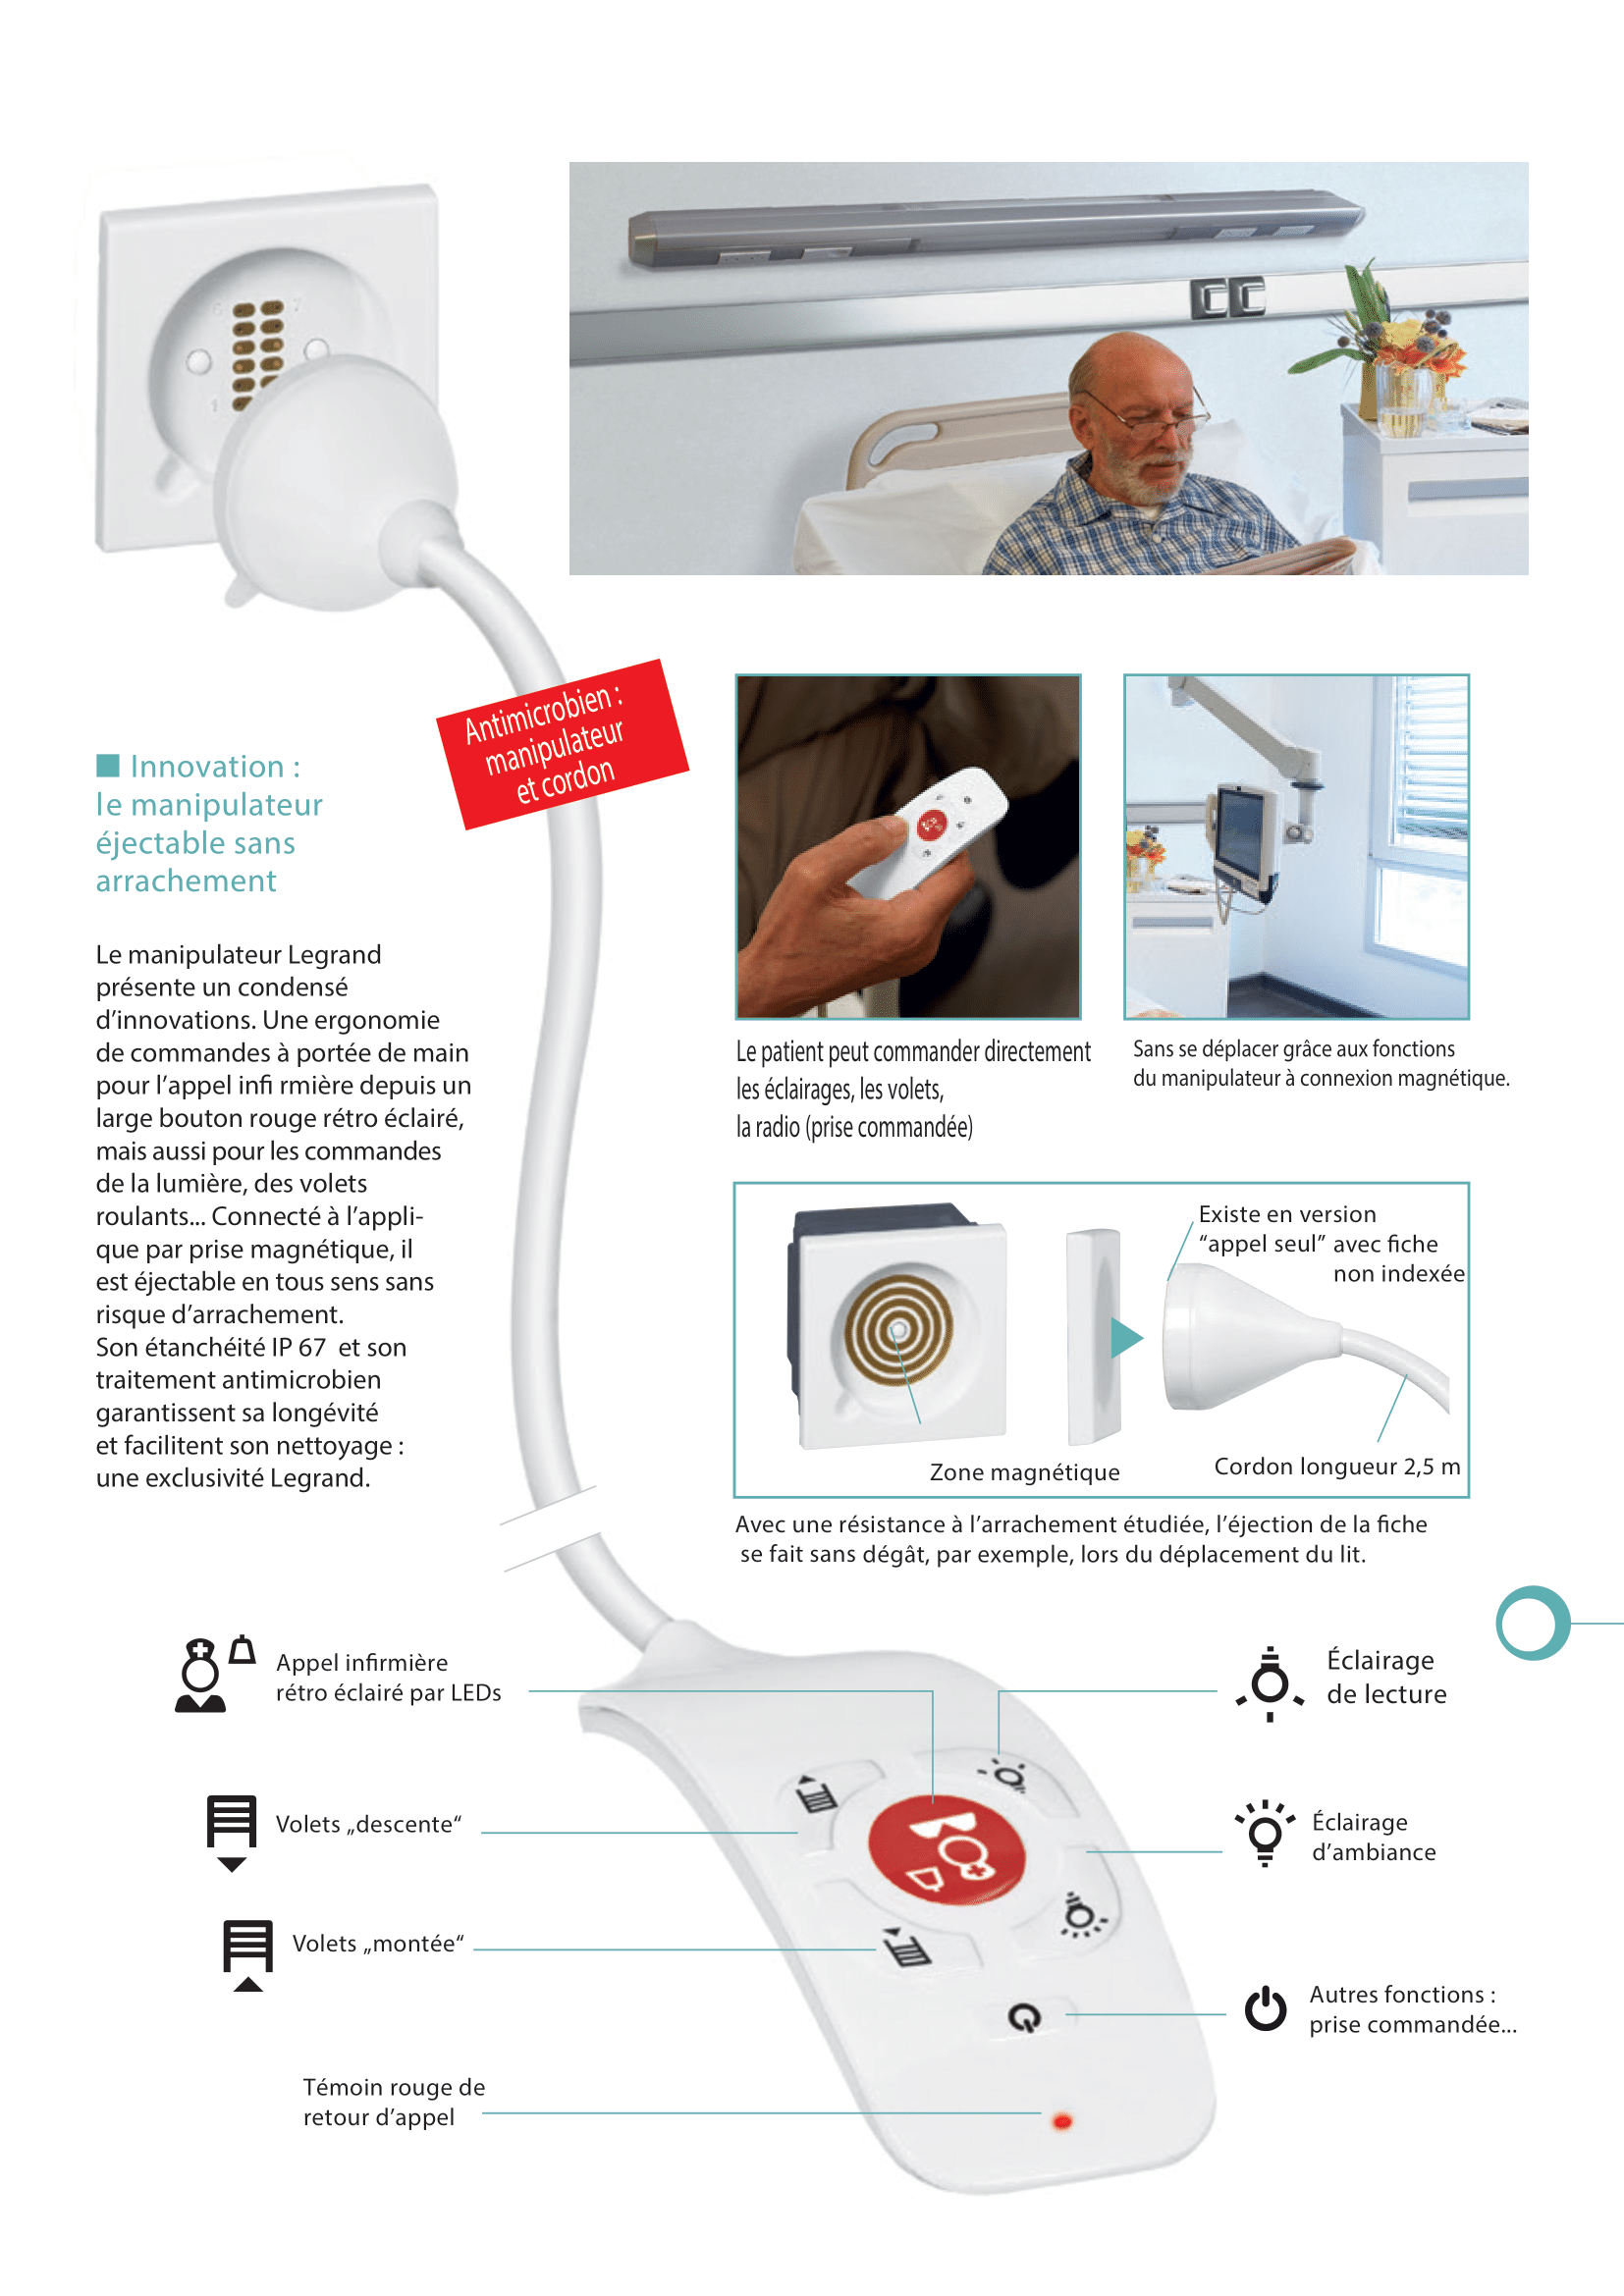 Antimicrobien :
manipulateur
et cordon
Innovation :
le manipulateur
éjectable sans
arrachement
Le manipulateur Legrand
présente un condensé
d’innovations. Une ergonomie
de commandes à portée de main
pour l’appel infi rmière depuis un
large bouton rouge rétro éclairé,
mais aussi pour les commandes
de la lumière, des volets
roulants... Connecté à l’appli-
que par prise magnétique, il
est éjectable en tous sens sans
risque d’arrachement.
Son étanchéité IP 67 et son
traitement antimicrobien
garantissent sa longévité
et facilitent son nettoyage :
une exclusivité Legrand.
Le patient peut commander directement
les éclairages, les volets,
la radio (prise commandée)
Sans se déplacer grâce aux fonctions
du manipulateur à connexion magnétique.
Existe en version
“appel seul” avec fiche
non indexée
Zone magnétique
Cordon longueur 2,5 m
Avec une résistance à l’arrachement étudiée, l’éjection de la fiche
se fait sans dégât, par exemple, lors du déplacement du lit.
Appel infirmière
rétro éclairé par LEDs
Volets „descente“
Volets „montée“
Témoin rouge de
retour d’appel
Éclairage
de lecture
Éclairage
d’ambiance
Autres fonctions :
prise commandée...
6 7
1